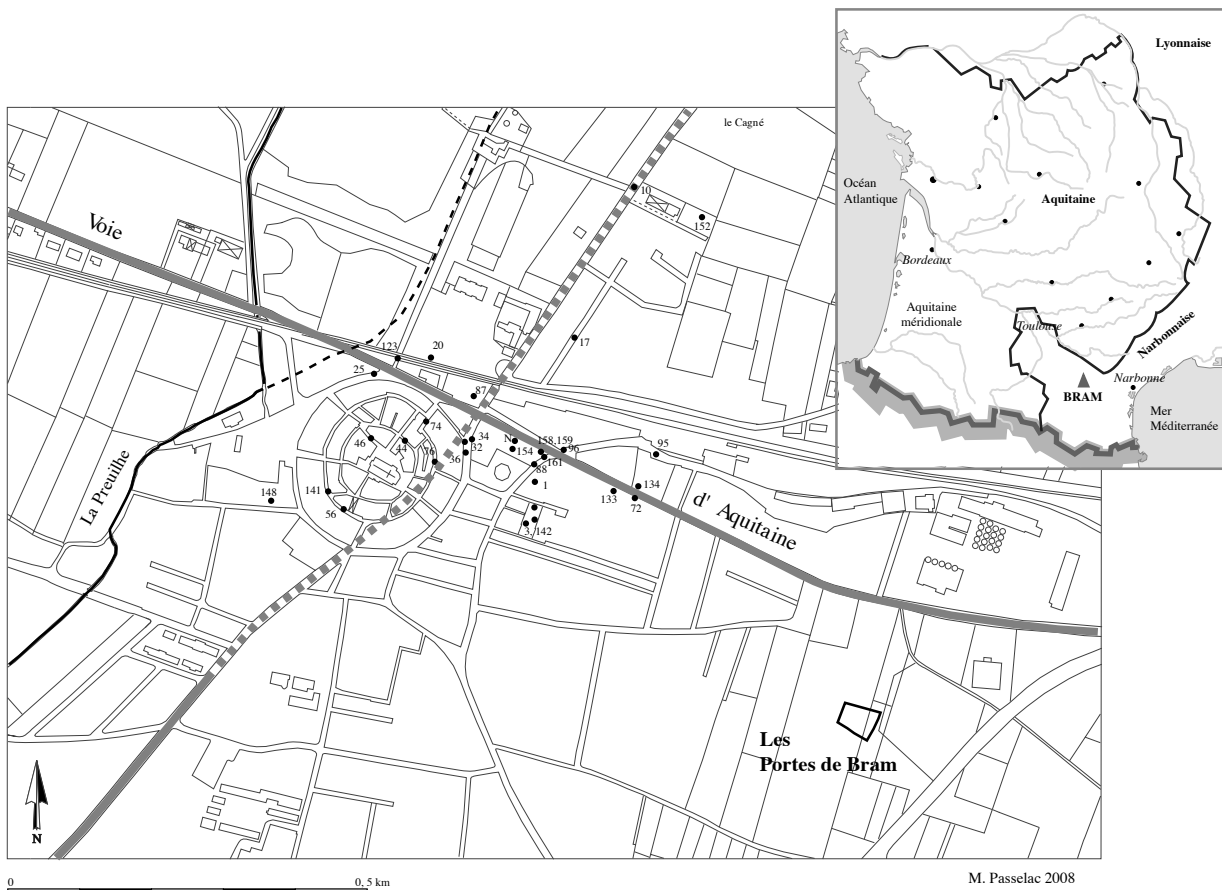 Lyonnaise
Océan
Atlantique
Aquitaine
Bordeaux
Aquitaine
méridionale
Toulouse
Narbonnaise
Narbonne
BRAM
Mer
Méditerranée
le Cagné
10
152
Voie
17
123
20
25
87
74
46
44
76
34
32
36
N
154
158,159
96
161
88
1
95
134
133
72
148
141
56
3, 142
La Preuilhe
d' Aquitaine
Les
Portes de Bram
N
M. Passelac 2008
0
0, 5 km